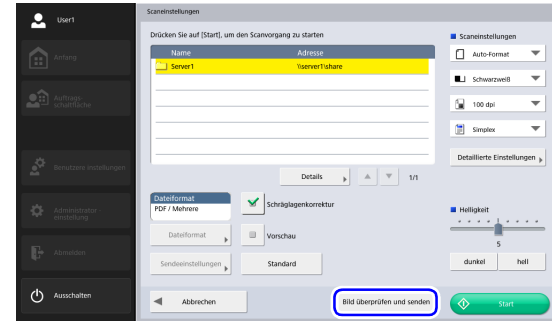 User1
Anfang
Auftrags-
schaltfläche
Benutzere instellungen
Administrator-
einstellung
Abmelden
Ausschalten
Scaneinstellungen
Drücken Sie auf [Start], um den Scanvorgang zu starten
Name Adresse
Server1 \\server1\share
Details 1/1
Dateiformat
PDF / Mehrere
Schräglagenkorrektur
Dateiformat
Vorschau
Sendeeinstellungen
Standard
Abbrechen
Bild überprüfen und senden
Scaneinstellungen
Auto-Format
Schwarzweiß
100 dpi
Simplex
Detaillierte Einstellungen
Helligkeit
5
dunkel hell
Start